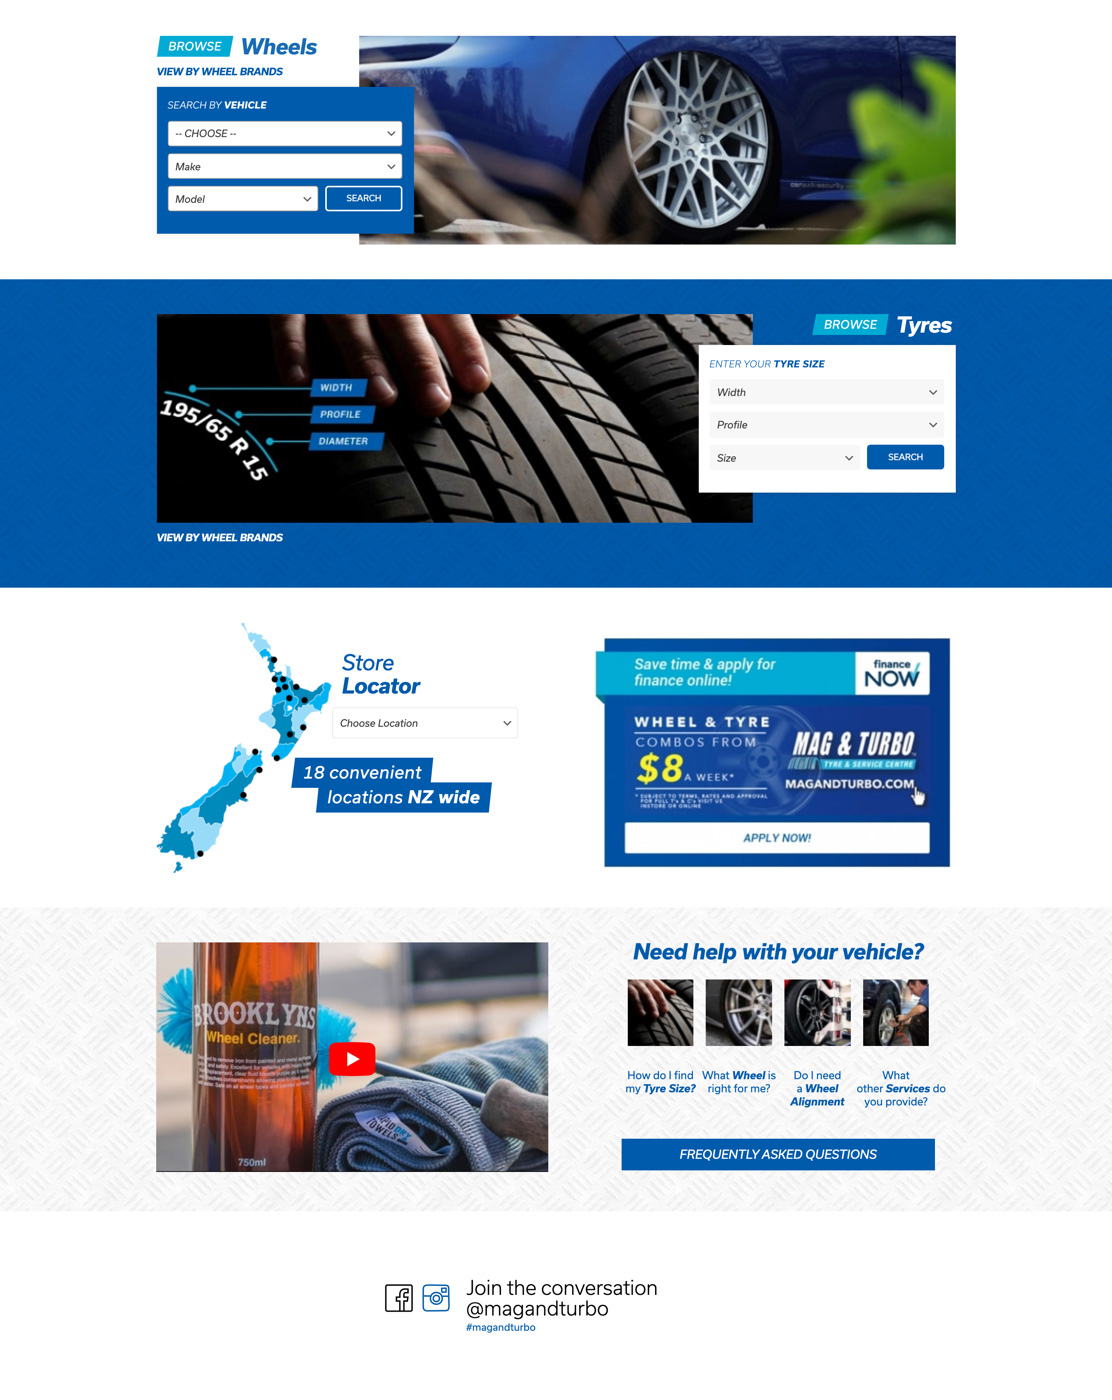 BROWSE Wheels
VIEW BY WHEEL BRANDS
SEARCH BY VEHICLE
-- CHOOSE --
Make
Model
SEARCH
BROWSE Tyres
WIDTH
PROFILE
DIAMETER
195/65 R 15
ENTER YOUR TYRE SIZE
Width
Profile
Size
SEARCH
VIEW BY WHEEL BRANDS
Store
Locator
Choose Location
18 convenient
locations NZ wide
Save time & apply for
finance online!
finance
NOW
WHEEL & TYRE
COMBOS FROM
$8 A WEEK*
* SUBJECT TO TERMS, RATES AND APPROVAL
FOR FULL T's & C's VISIT US
INSTORE OR ONLINE
MAG & TURBO
TYRE & SERVICE CENTRE
MAGANDTURBO.COM
APPLY NOW!
BROOKLYNS
Wheel Cleaner.
TOWELS
750ml
Need help with your vehicle?
How do I find
my Tyre Size?
What Wheel is
right for me?
Do I need
a Wheel
Alignment
What
other Services do
you provide?
FREQUENTLY ASKED QUESTIONS
Join the conversation
@magandturbo
#magandturbo